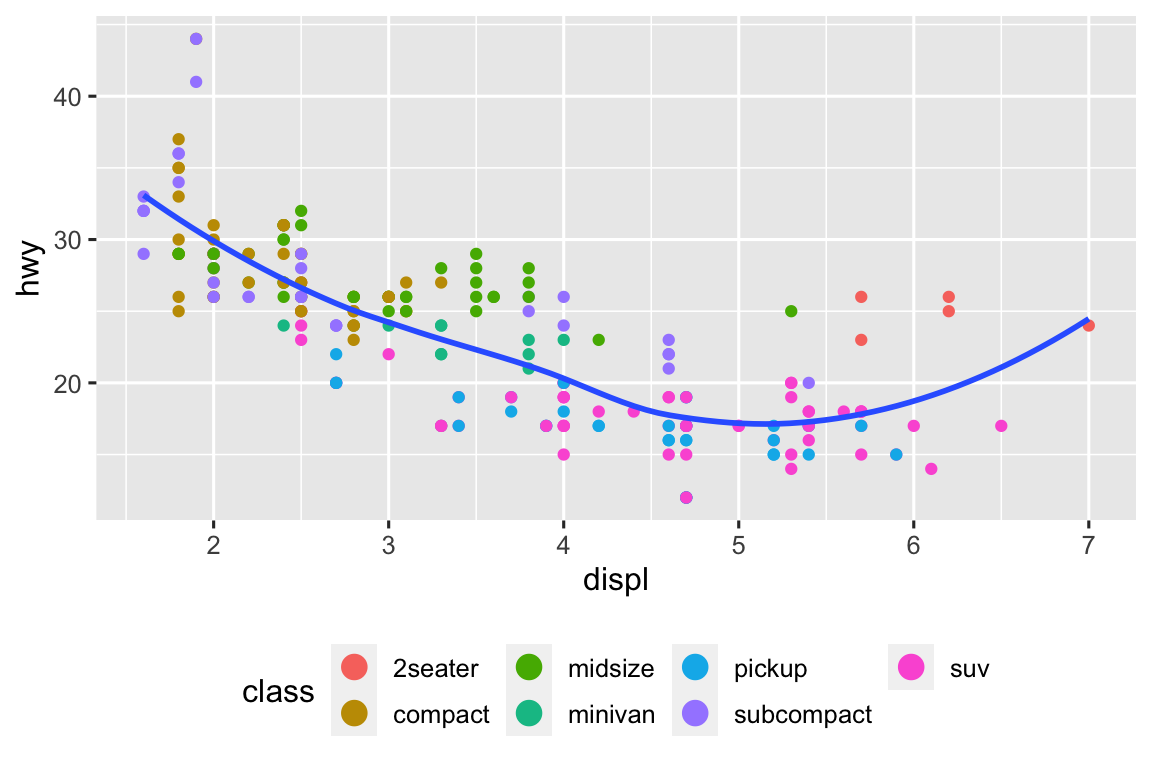 40
30
20
hwy
2 3 4 5 6 7
displ
class
2seater midsize pickup suv
compact minivan subcompact